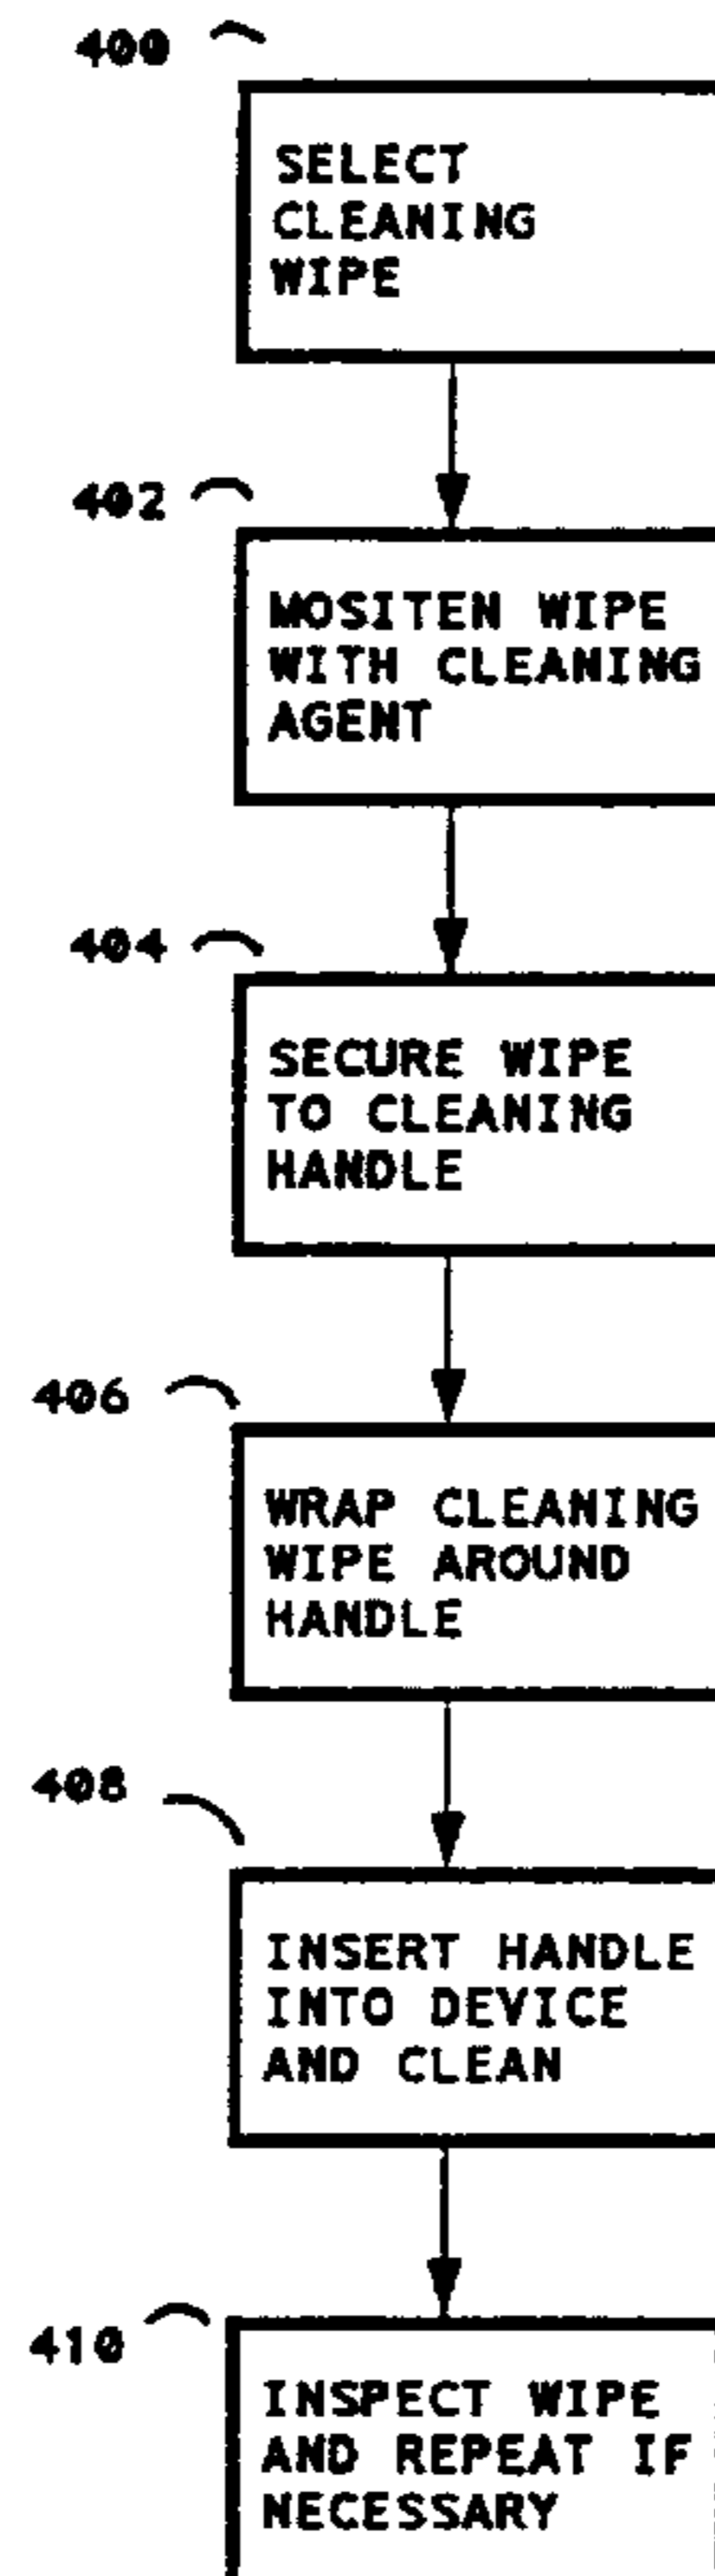 400
SELECT
CLEANING
WIPE
402
MOSITEN WIPE
WITH CLEANING
AGENT
404
SECURE WIPE
TO CLEANING
HANDLE
406
WRAP CLEANING
WIPE AROUND
HANDLE
408
INSERT HANDLE
INTO DEVICE
AND CLEAN
410
INSPECT WIPE
AND REPEAT IF
NECESSARY